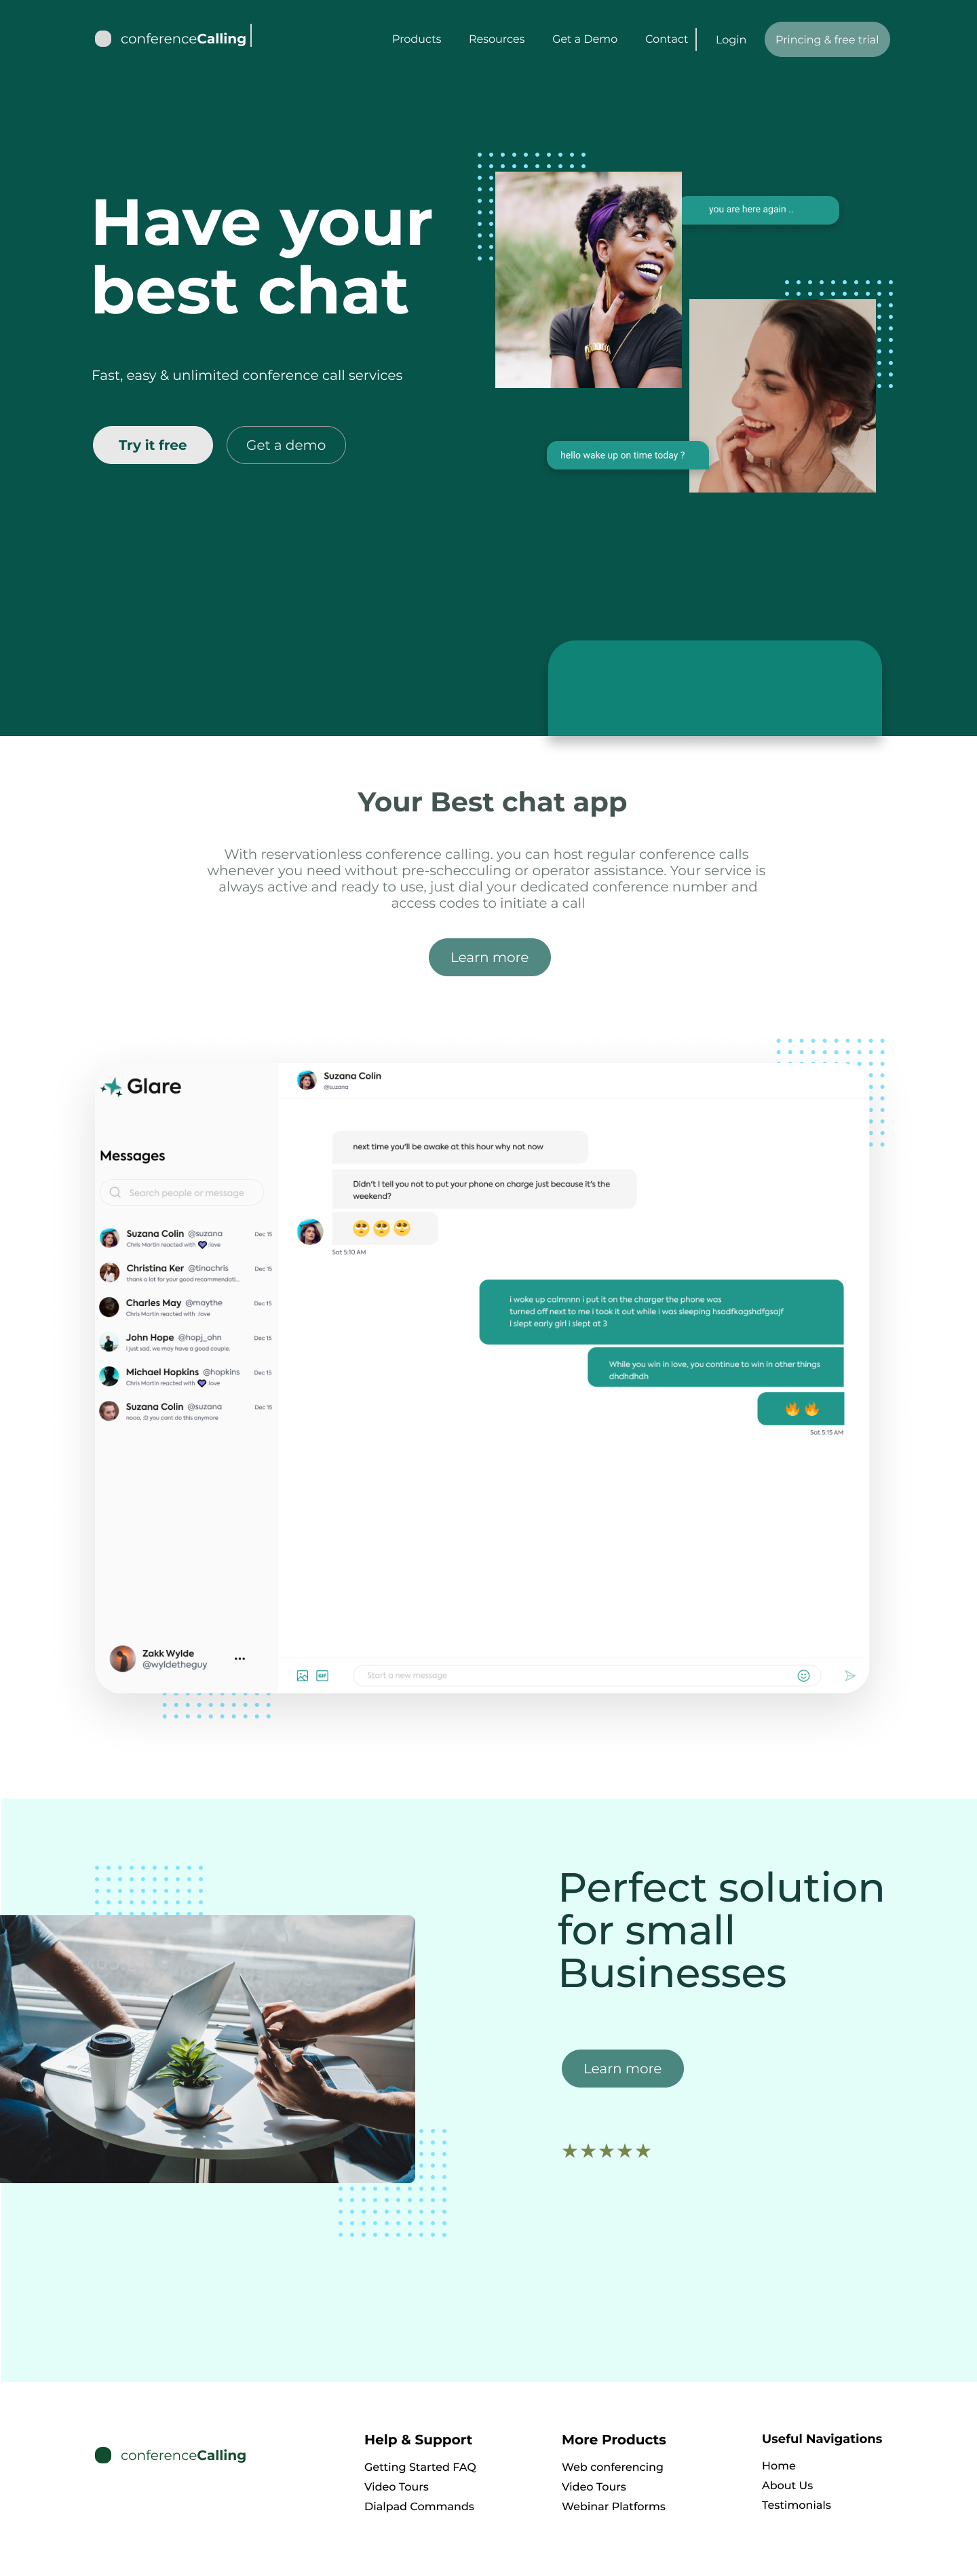 conferenceCalling
Products
Resources
Get a Demo
Contact
Login
Princing & free trial
Have your
best chat
Fast, easy & unlimited conference call services
Try it free
Get a demo
you are here again ..
hello wake up on time today ?
Your Best chat app
With reservationless conference calling. you can host regular conference calls
whenever you need without pre-schecculing or operator assistance. Your service is
always active and ready to use, just dial your dedicated conference number and
access codes to initiate a call
Learn more
Glare
Messages
Search people or message
Suzana Colin @suzana Dec 15
Chris Martin reacted with 💜 :love
Christina Ker @tinachris Dec 15
thank a lot for your good recommendati...
Charles May @maythe Dec 15
Chris Martin reacted with :love
John Hope @hopj_ohn Dec 15
i just sad, we may have a good couple.
Michael Hopkins @hopkins Dec 15
Chris Martin reacted with 💜 :love
Suzana Colin @suzana Dec 15
nooo, :D you cant do this anymore
Zakk Wylde
@wyldetheguy
Suzana Colin
@suzana
next time you'll be awake at this hour why not now
Didn't I tell you not to put your phone on charge just because it's the
weekend?
🙄 🙄 🙄
Sat 5:10 AM
i woke up calmnnn i put it on the charger the phone was
turned off next to me i took it out while i was sleeping hsadfkagshdfgsajf
i slept early girl i slept at 3
While you win in love, you continue to win in other things
dhdhdhdh
🔥 🔥
Sat 5:15 AM
GIF
Start a new message
Perfect solution
for small
Businesses
Learn more
★★★★★
conferenceCalling
Help & Support
Getting Started FAQ
Video Tours
Dialpad Commands
More Products
Web conferencing
Video Tours
Webinar Platforms
Useful Navigations
Home
About Us
Testimonials